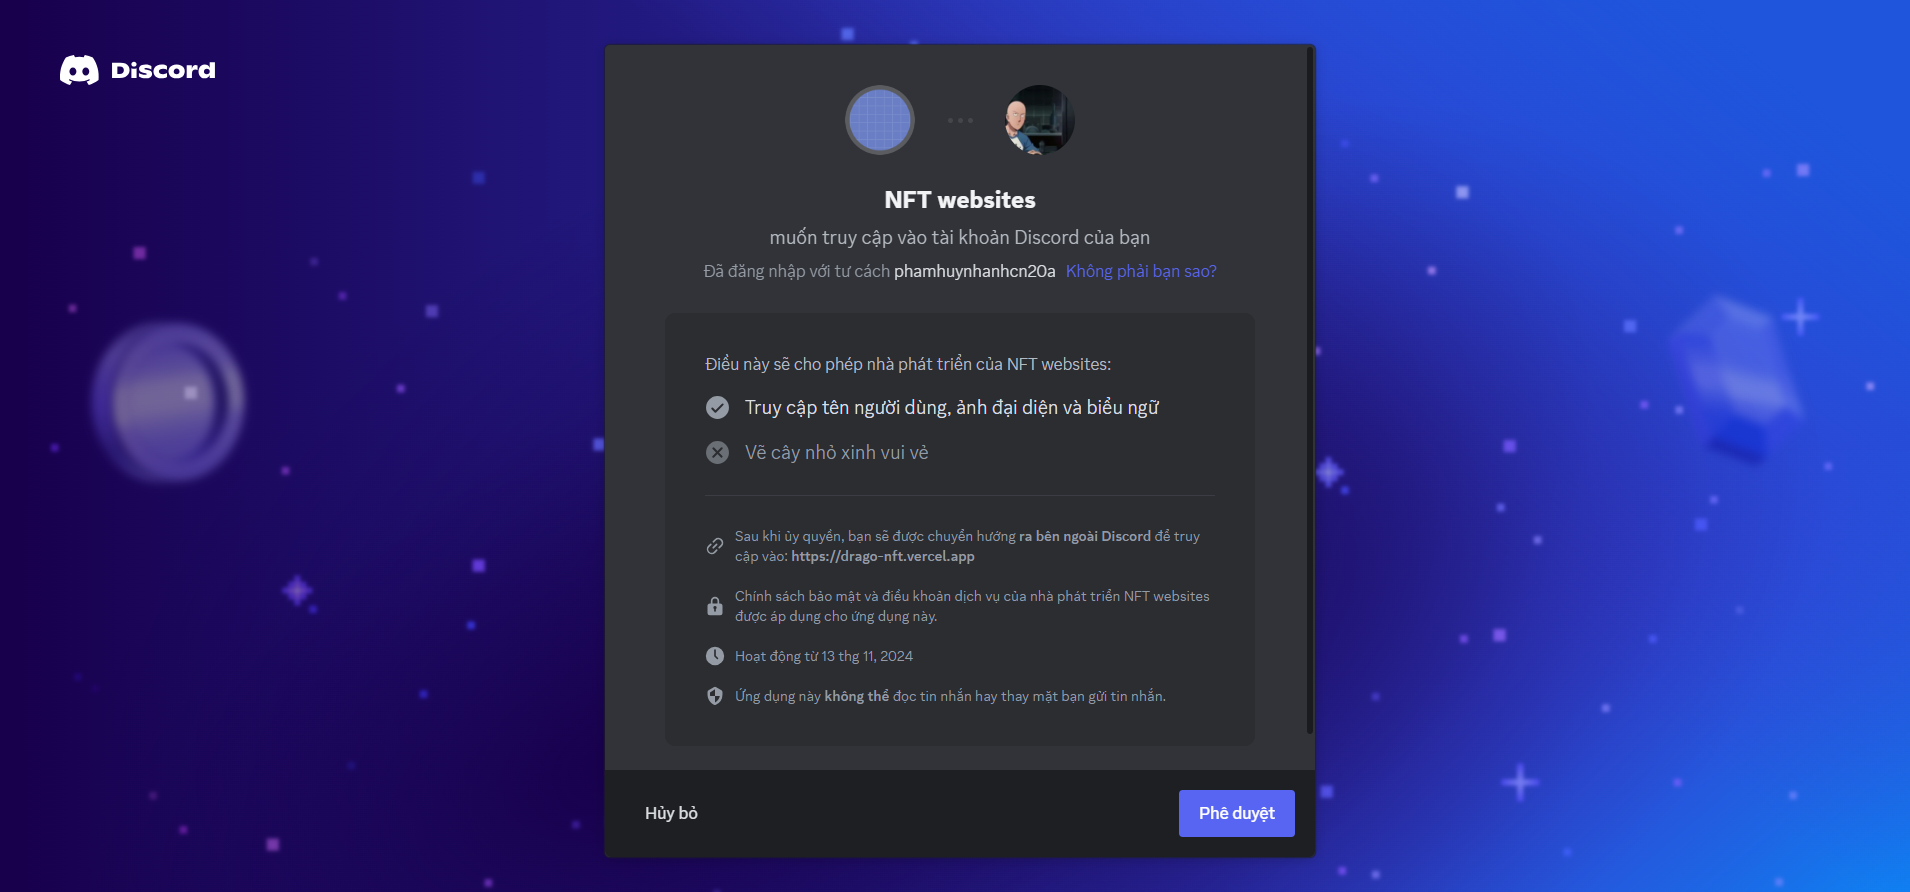 Discord
NFT websites
muốn truy cập vào tài khoản Discord của bạn
Đã đăng nhập với tư cách phamhuynhanhcn20a Không phải bạn sao?
Điều này sẽ cho phép nhà phát triển của NFT websites:
Truy cập tên người dùng, ảnh đại diện và biểu ngữ
Vẽ cây nhỏ xinh vui vẻ
Sau khi ủy quyền, bạn sẽ được chuyển hướng ra bên ngoài Discord để truy
cập vào: https://drago-nft.vercel.app
Chính sách bảo mật và điều khoản dịch vụ của nhà phát triển NFT websites
được áp dụng cho ứng dụng này.
Hoạt động từ 13 thg 11, 2024
Ứng dụng này không thể đọc tin nhắn hay thay mặt bạn gửi tin nhắn.
Hủy bỏ
Phê duyệt